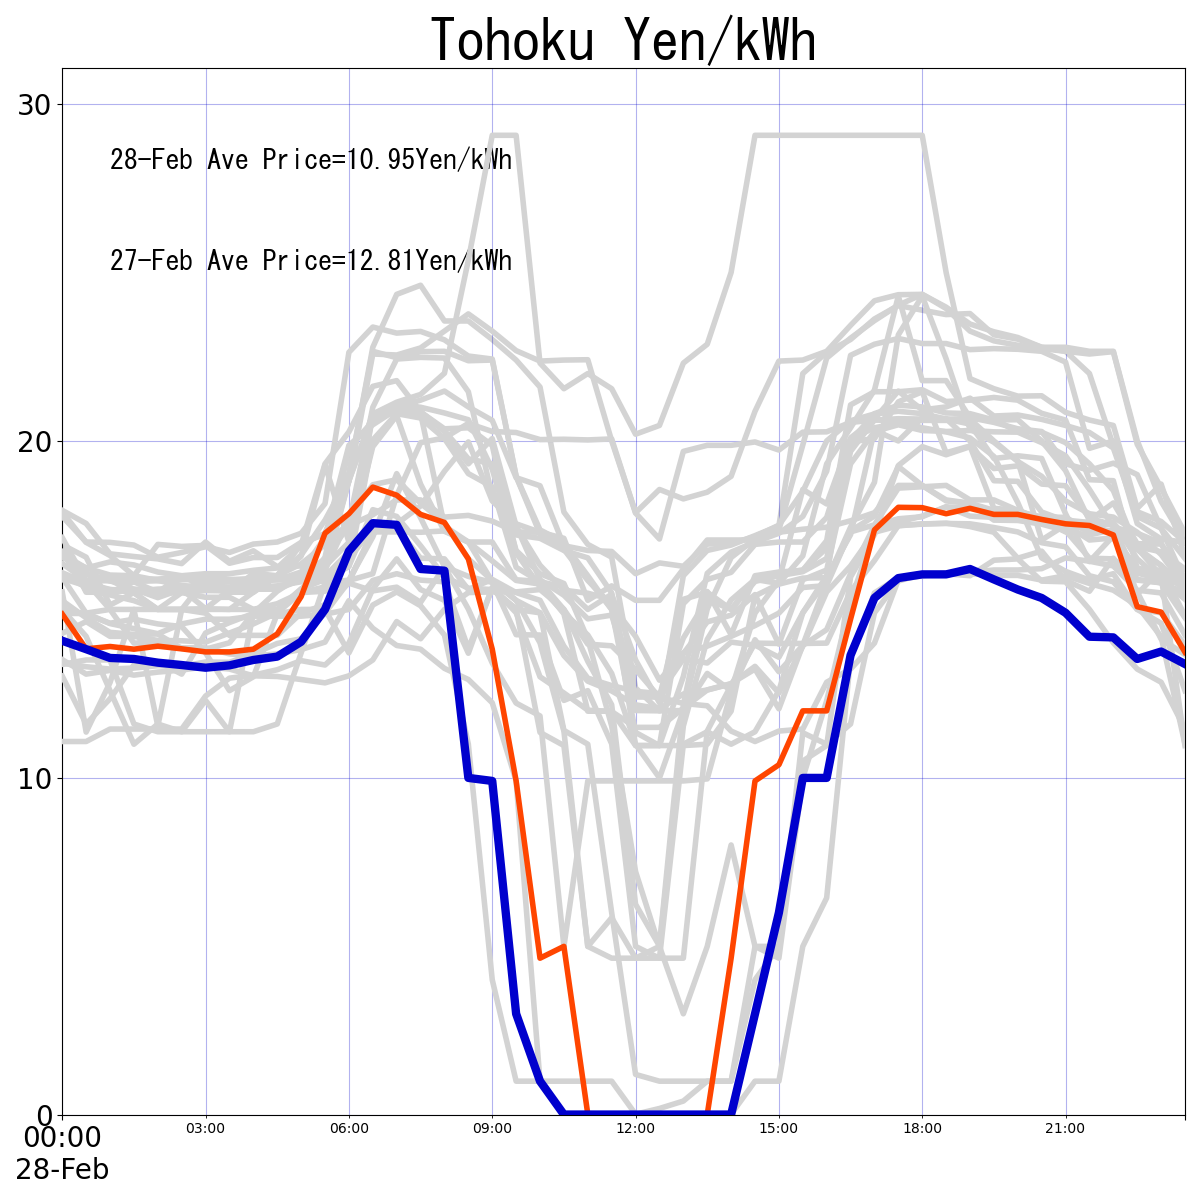 Tohoku Yen/kWh
30
28-Feb Ave Price=10.95Yen/kWh
27-Feb Ave Price=12.81Yen/kWh
20
10
0
00:00 03:00 06:00 09:00 12:00 15:00 18:00 21:00
28-Feb